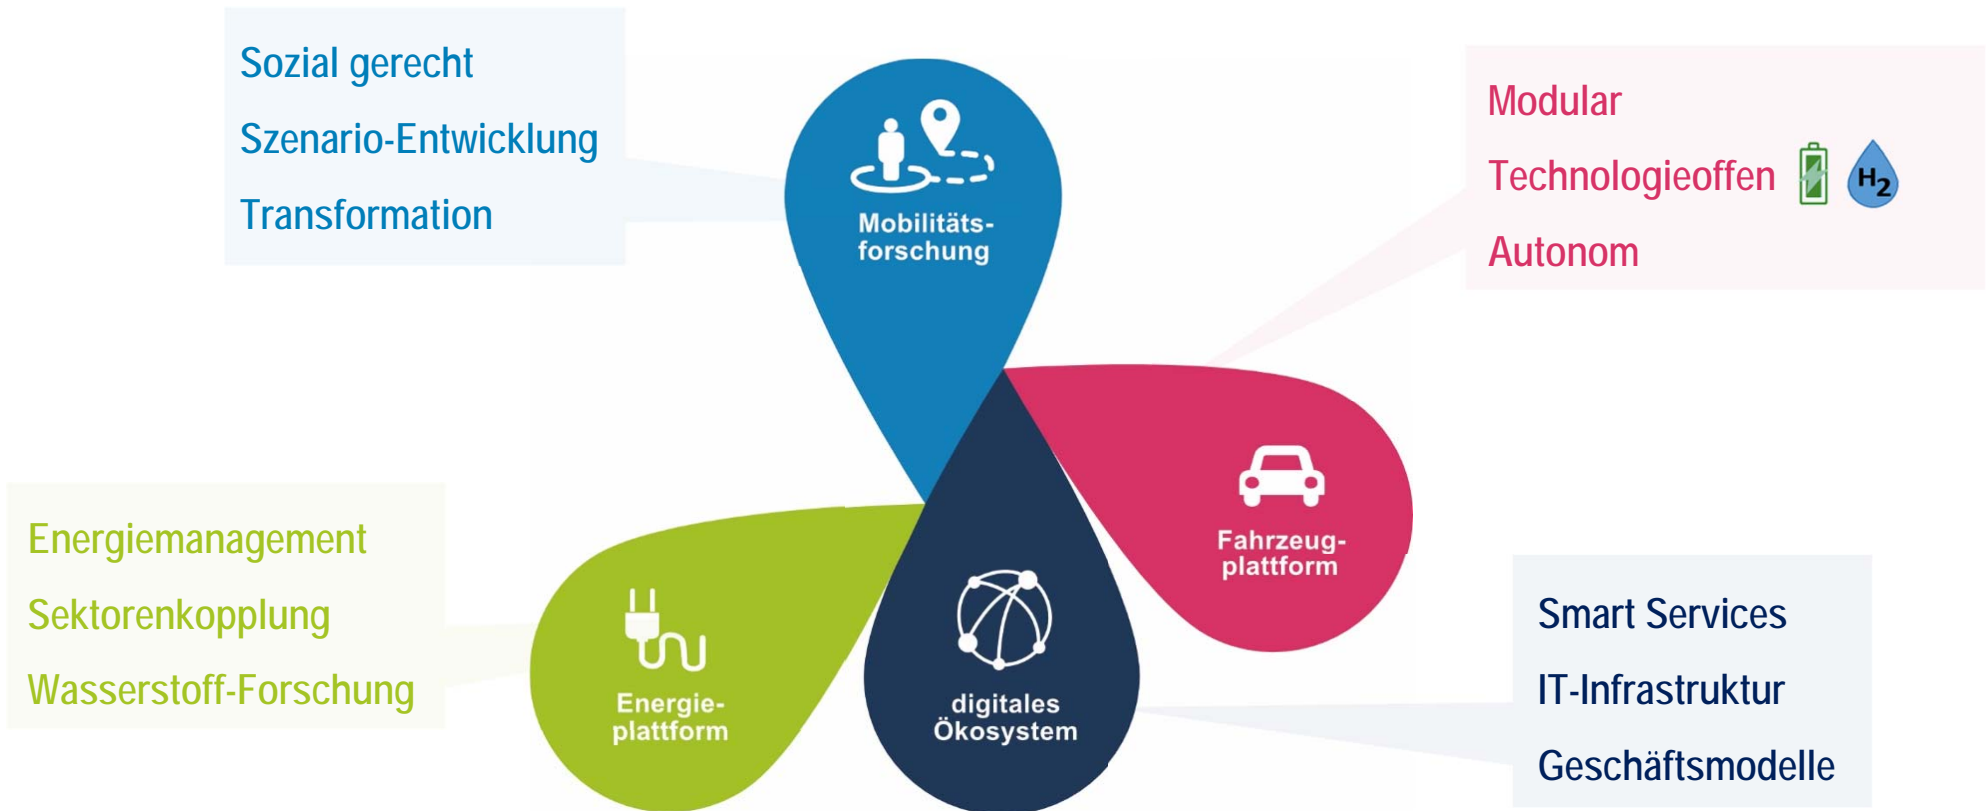 Sozial gerecht
Szenario-Entwicklung
Transformation
Mobilitäts-
forschung
Modular
Technologieoffen
H2
Autonom
Fahrzeug-
plattform
Energiemanagement
Sektorenkopplung
Wasserstoff-Forschung
Energie-
plattform
digitales
Ökosystem
Smart Services
IT-Infrastruktur
Geschäftsmodelle